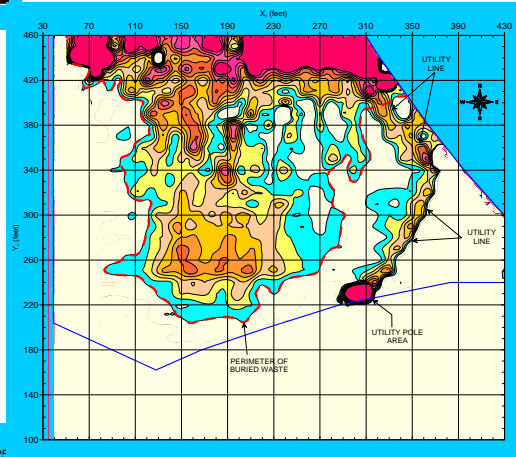 X, (feet)
30 70 110 150 190 230 270 310 350 390 430
460
420
380
340
300
260
220
180
140
100
Y, (feet)
UTILITY
LINE
N
W E
S
UTILITY
LINE
UTILITY POLE
AREA
PERIMETER OF
BURIED WASTE